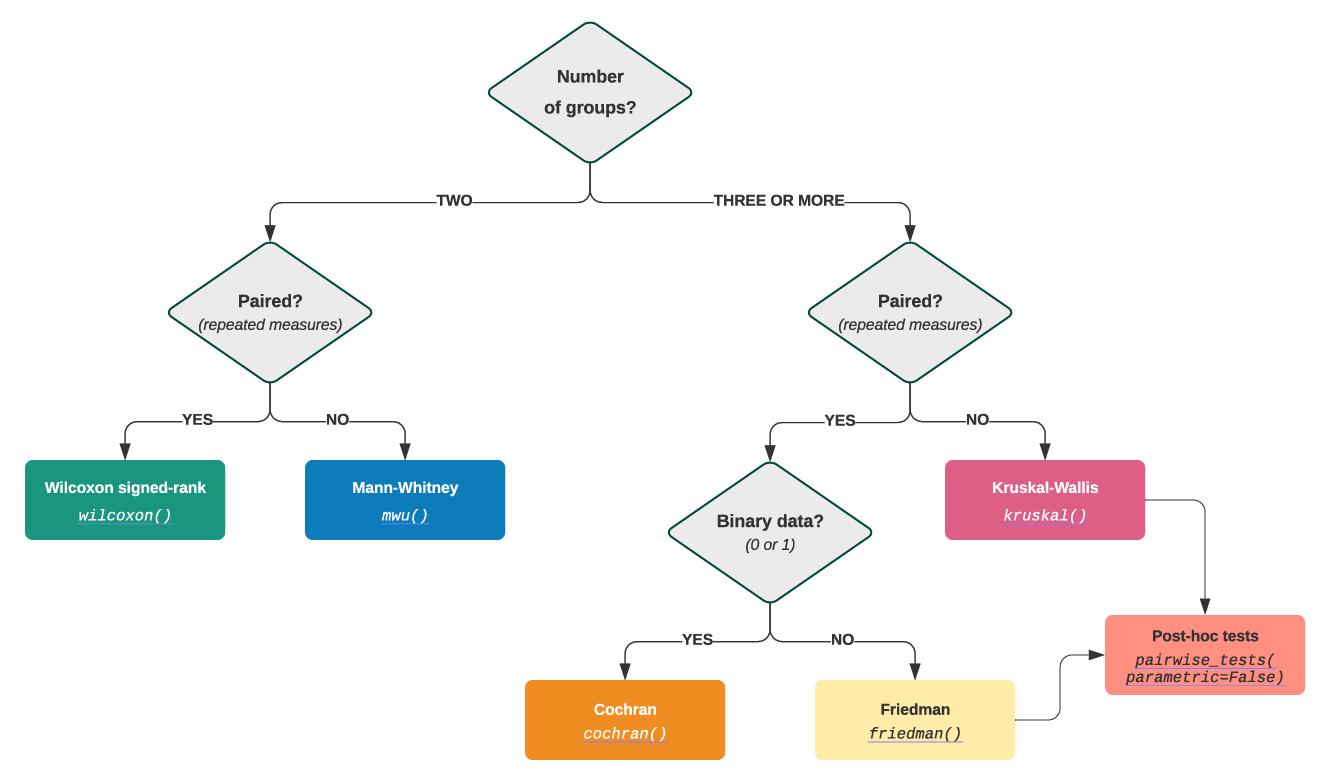 Number
of groups?
TWO
THREE OR MORE
Paired?
(repeated measures)
Paired?
(repeated measures)
YES
NO
YES
NO
Wilcoxon signed-rank
wilcoxon()
Mann-Whitney
mwu()
Binary data?
(0 or 1)
Kruskal-Wallis
kruskal()
YES
NO
Post-hoc tests
pairwise_tests(
parametric=False)
Cochran
cochran()
Friedman
friedman()